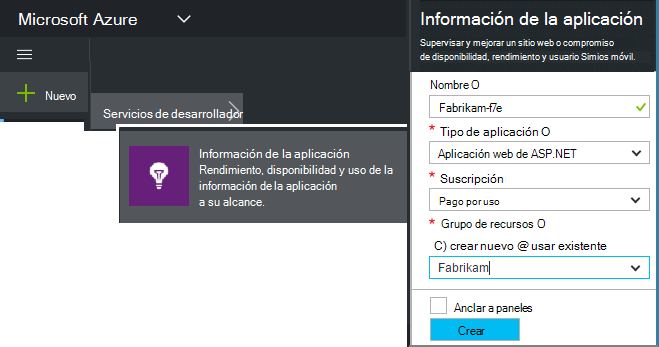 Microsoft Azure
Nuevo
Servicios de desarrollador
Información de la aplicación
Rendimiento, disponibilidad y uso de la
información de la aplicación
a su alcance.
Información de la aplicación
Supervisar y mejorar un sitio web o compromiso
de disponibilidad, rendimiento y usuario Simios móvil.
Nombre O
Fabrikam-f7e
* Tipo de aplicación O
Aplicación web de ASP.NET
* Suscripción
Pago por uso
* Grupo de recursos O
C) crear nuevo @ usar existente
Fabrikam
Anclar a paneles
Crear